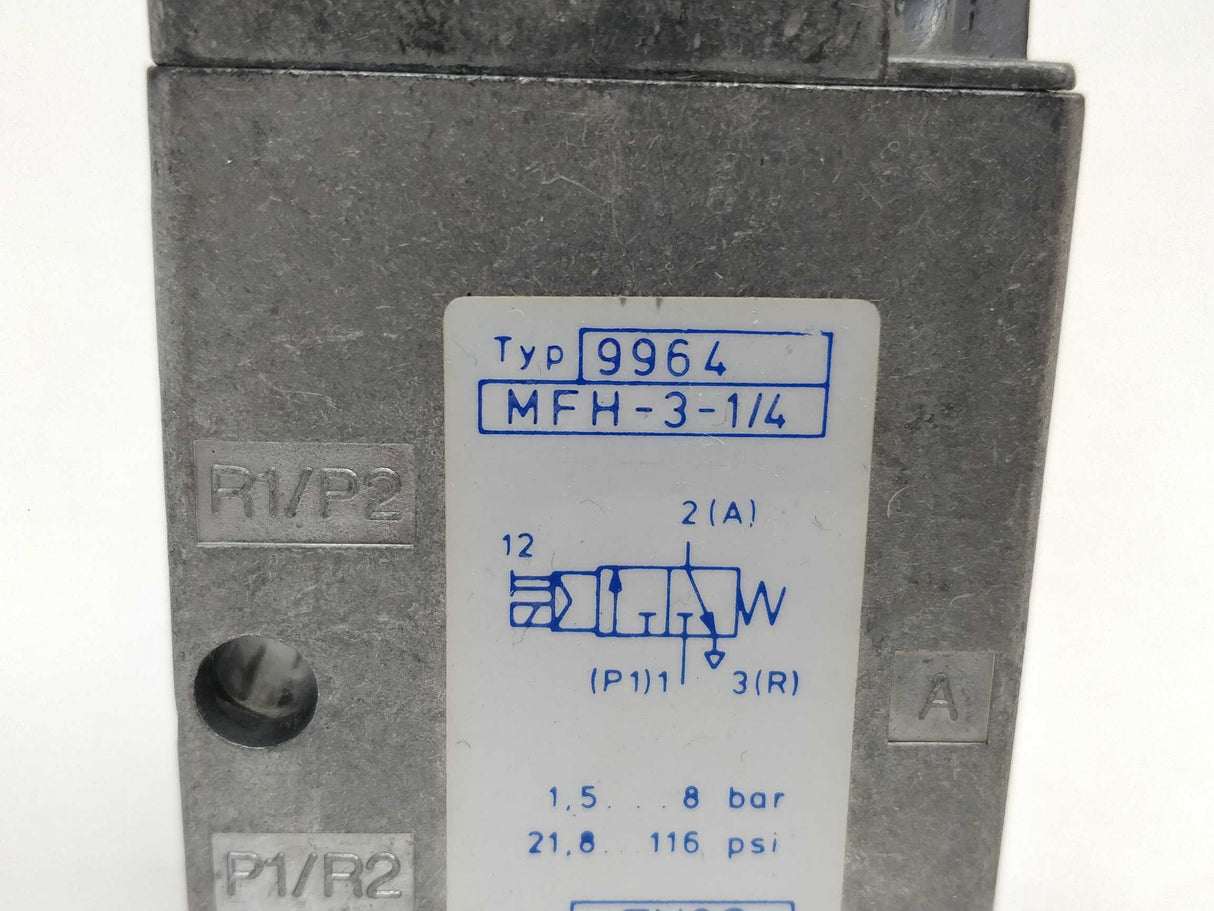 Typ 9964
MFH-3-1/4
R1/P2
2(A)
12
(P1)1 3(R)
A
1,5...8 bar
21,8...116 psi
P1/R2